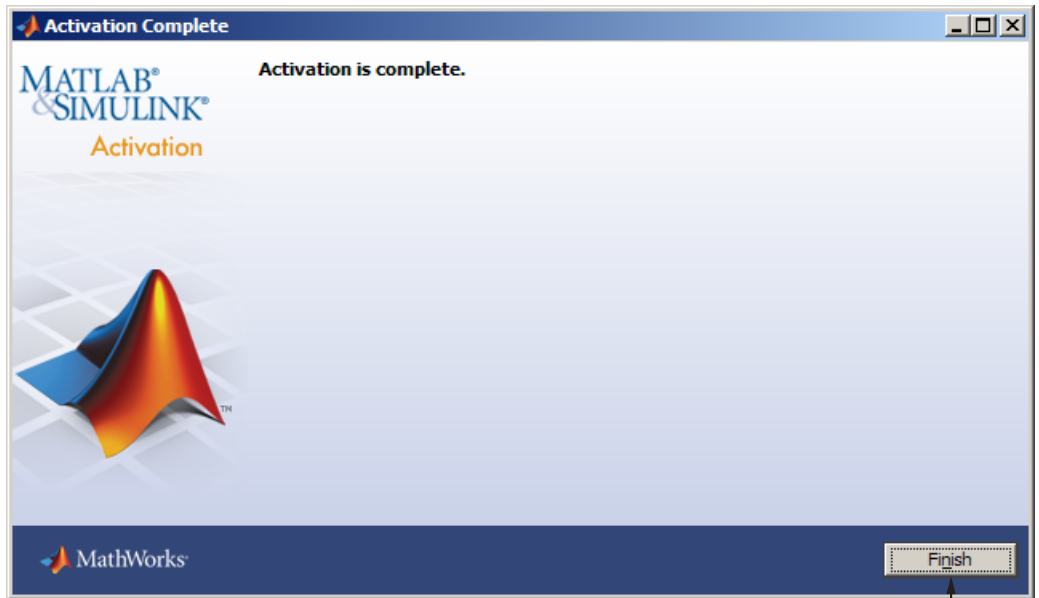 Activation Complete
MATLAB®
&SIMULINK®
Activation
Activation is complete.
TM
MathWorks®
Finish